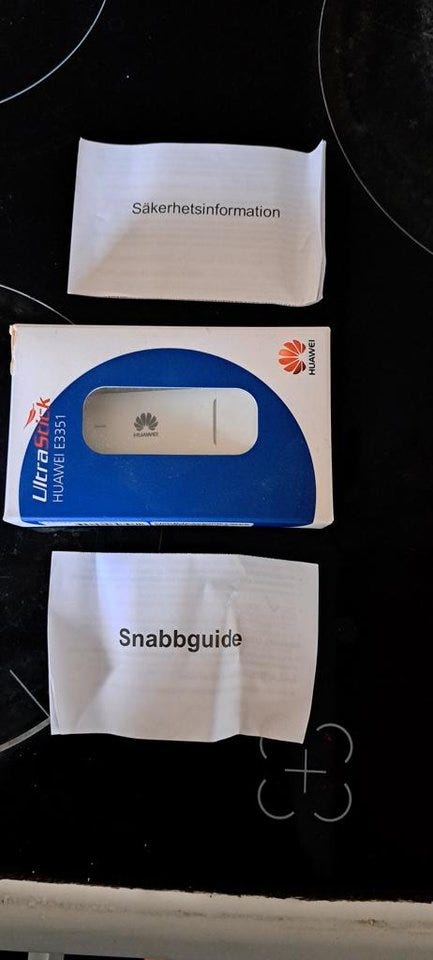 Säkerhetsinformation
UltraStick
HUAWEI E3351
HUAWEI
HUAWEI
Snabbguide